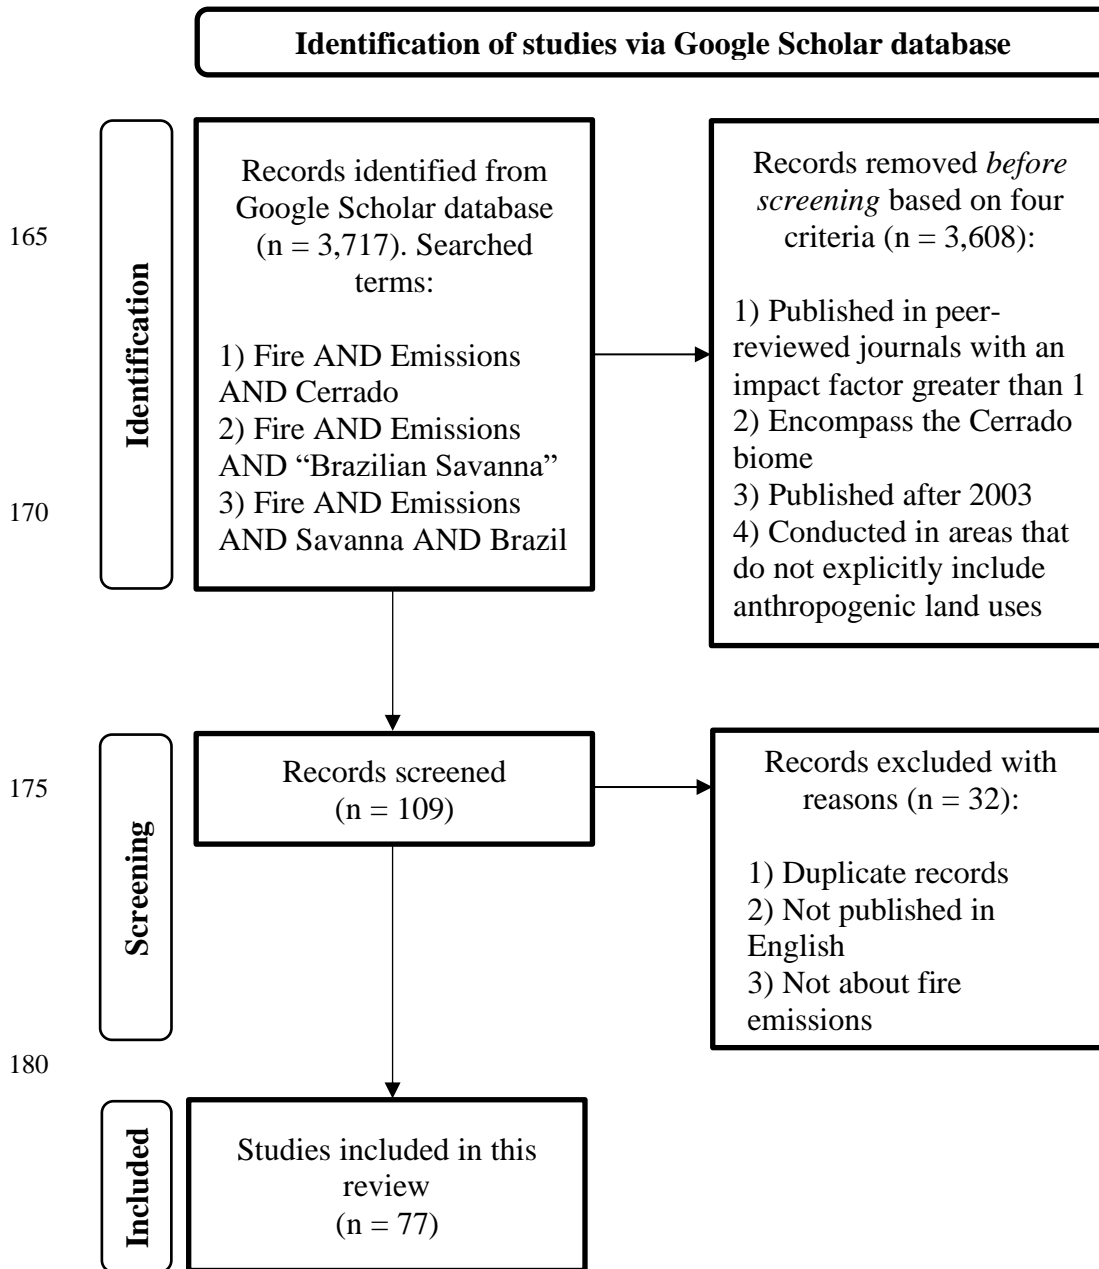 Identification of studies via Google Scholar database
Identification
Records identified from
Google Scholar database
(n = 3,717). Searched
terms:
1) Fire AND Emissions
AND Cerrado
2) Fire AND Emissions
AND “Brazilian Savanna”
3) Fire AND Emissions
AND Savanna AND Brazil
Records removed before
screening based on four
criteria (n = 3,608):
1) Published in peer-
reviewed journals with an
impact factor greater than 1
2) Encompass the Cerrado
biome
3) Published after 2003
4) Conducted in areas that
do not explicitly include
anthropogenic land uses
165
170
Screening
Records screened
(n = 109)
Records excluded with
reasons (n = 32):
1) Duplicate records
2) Not published in
English
3) Not about fire
emissions
175
180
Included
Studies included in this
review
(n = 77)